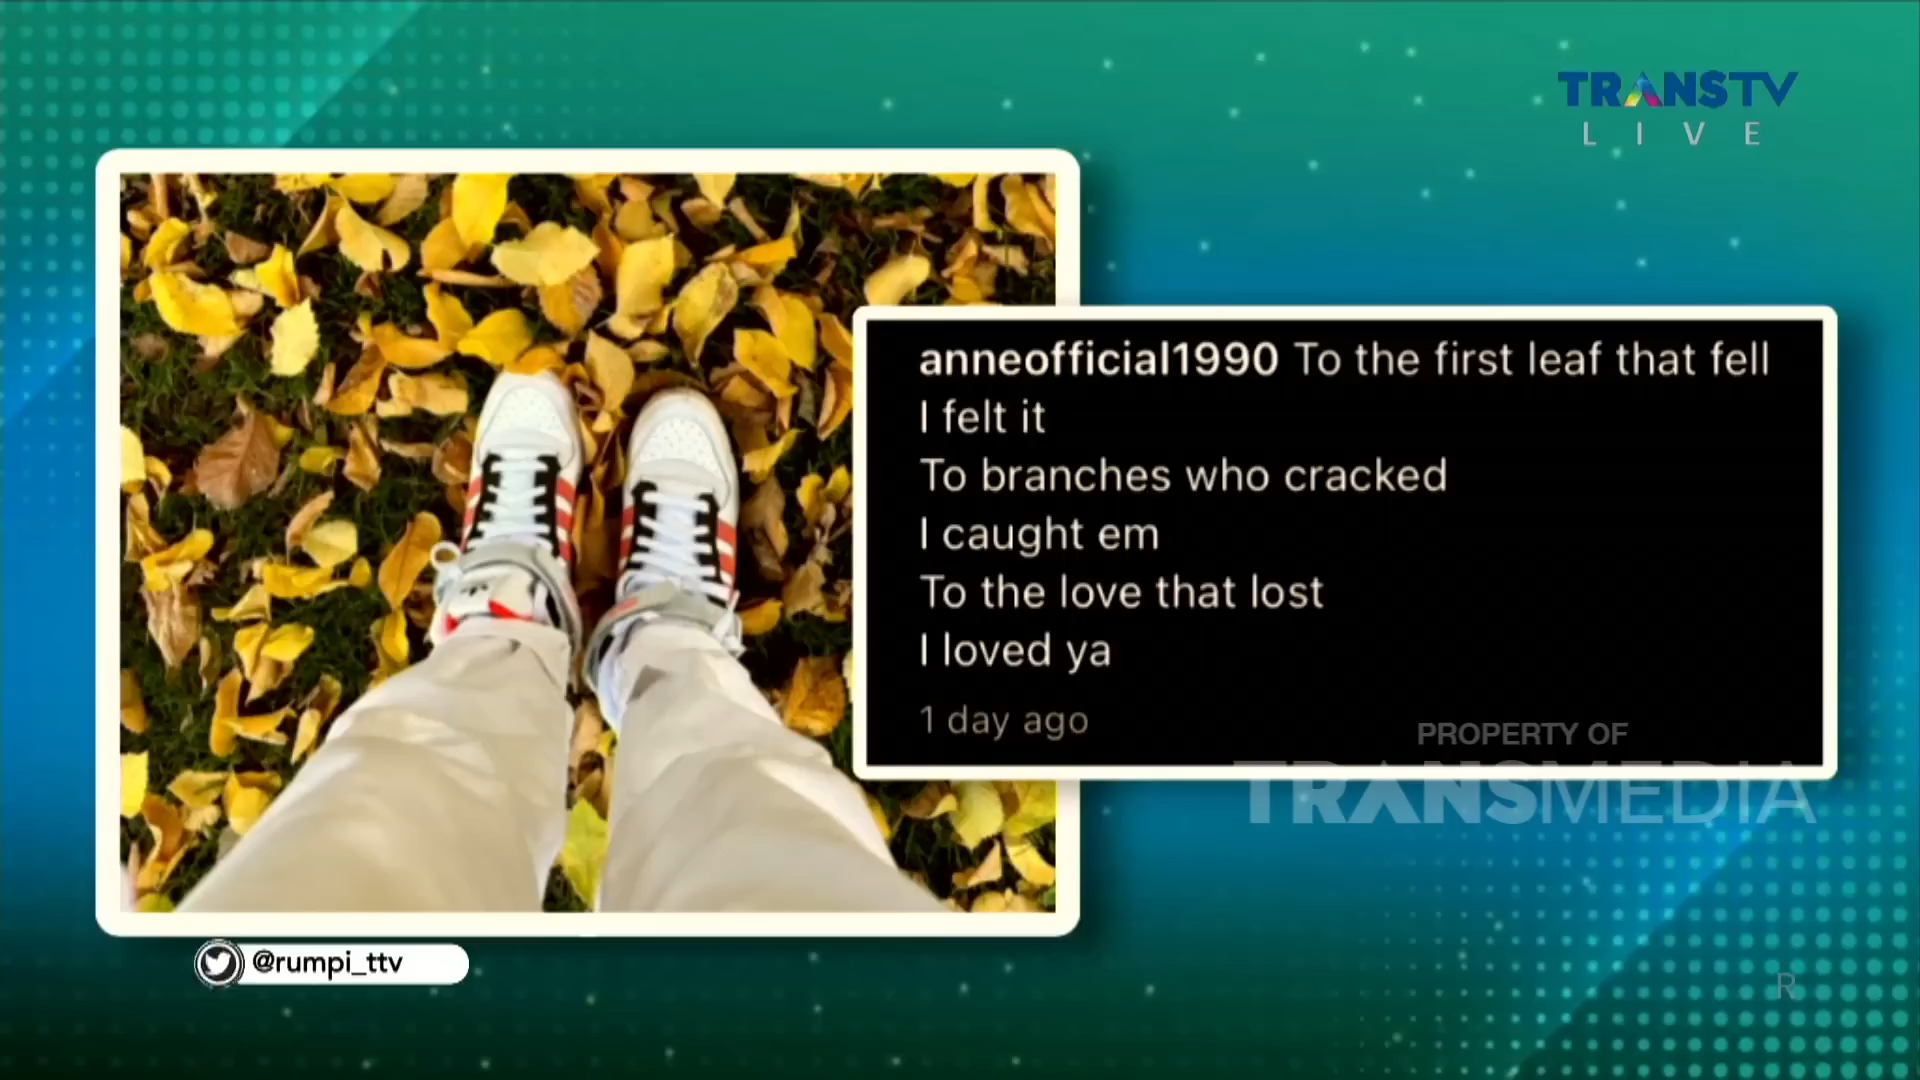 TRANSTV
LIVE
anneofficial1990 To the first leaf that fell
I felt it
To branches who cracked
I caught em
To the love that lost
I loved ya
1 day ago
PROPERTY OF
TRANSMEDIA
@rumpi_ttv
R